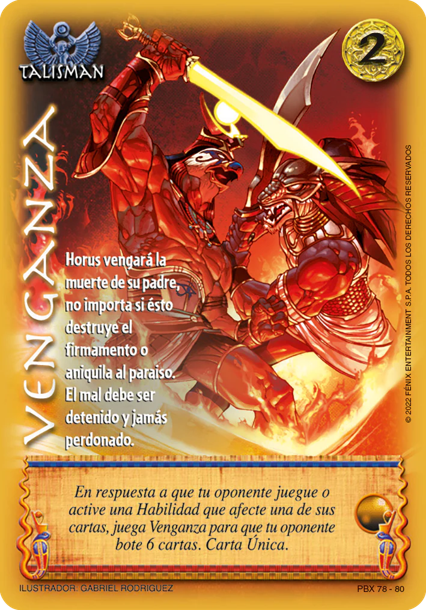 TALISMAN
2
VENGANZA
Horus vengará la
muerte de su padre,
no importa si ésto
destruye el
firmamento o
aniquila al paraíso.
El mal debe ser
detenido y jamás
perdonado.
© 2022 FÉNIX ENTERTAINMENT S.P.A. TODOS LOS DERECHOS RESERVADOS
En respuesta a que tu oponente juegue o
active una Habilidad que afecte una de sus
cartas, juega Venganza para que tu oponente
bote 6 cartas. Carta Única.
ILUSTRADOR: GABRIEL RODRIGUEZ
PBX 78 - 80